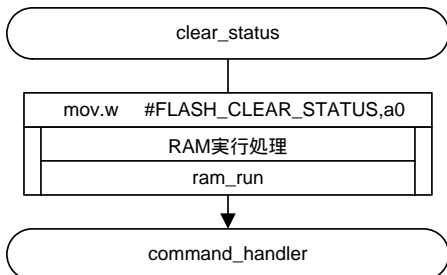 clear_status
mov.w #FLASH_CLEAR_STATUS,a0
RAM実行処理
ram_run
command_handler